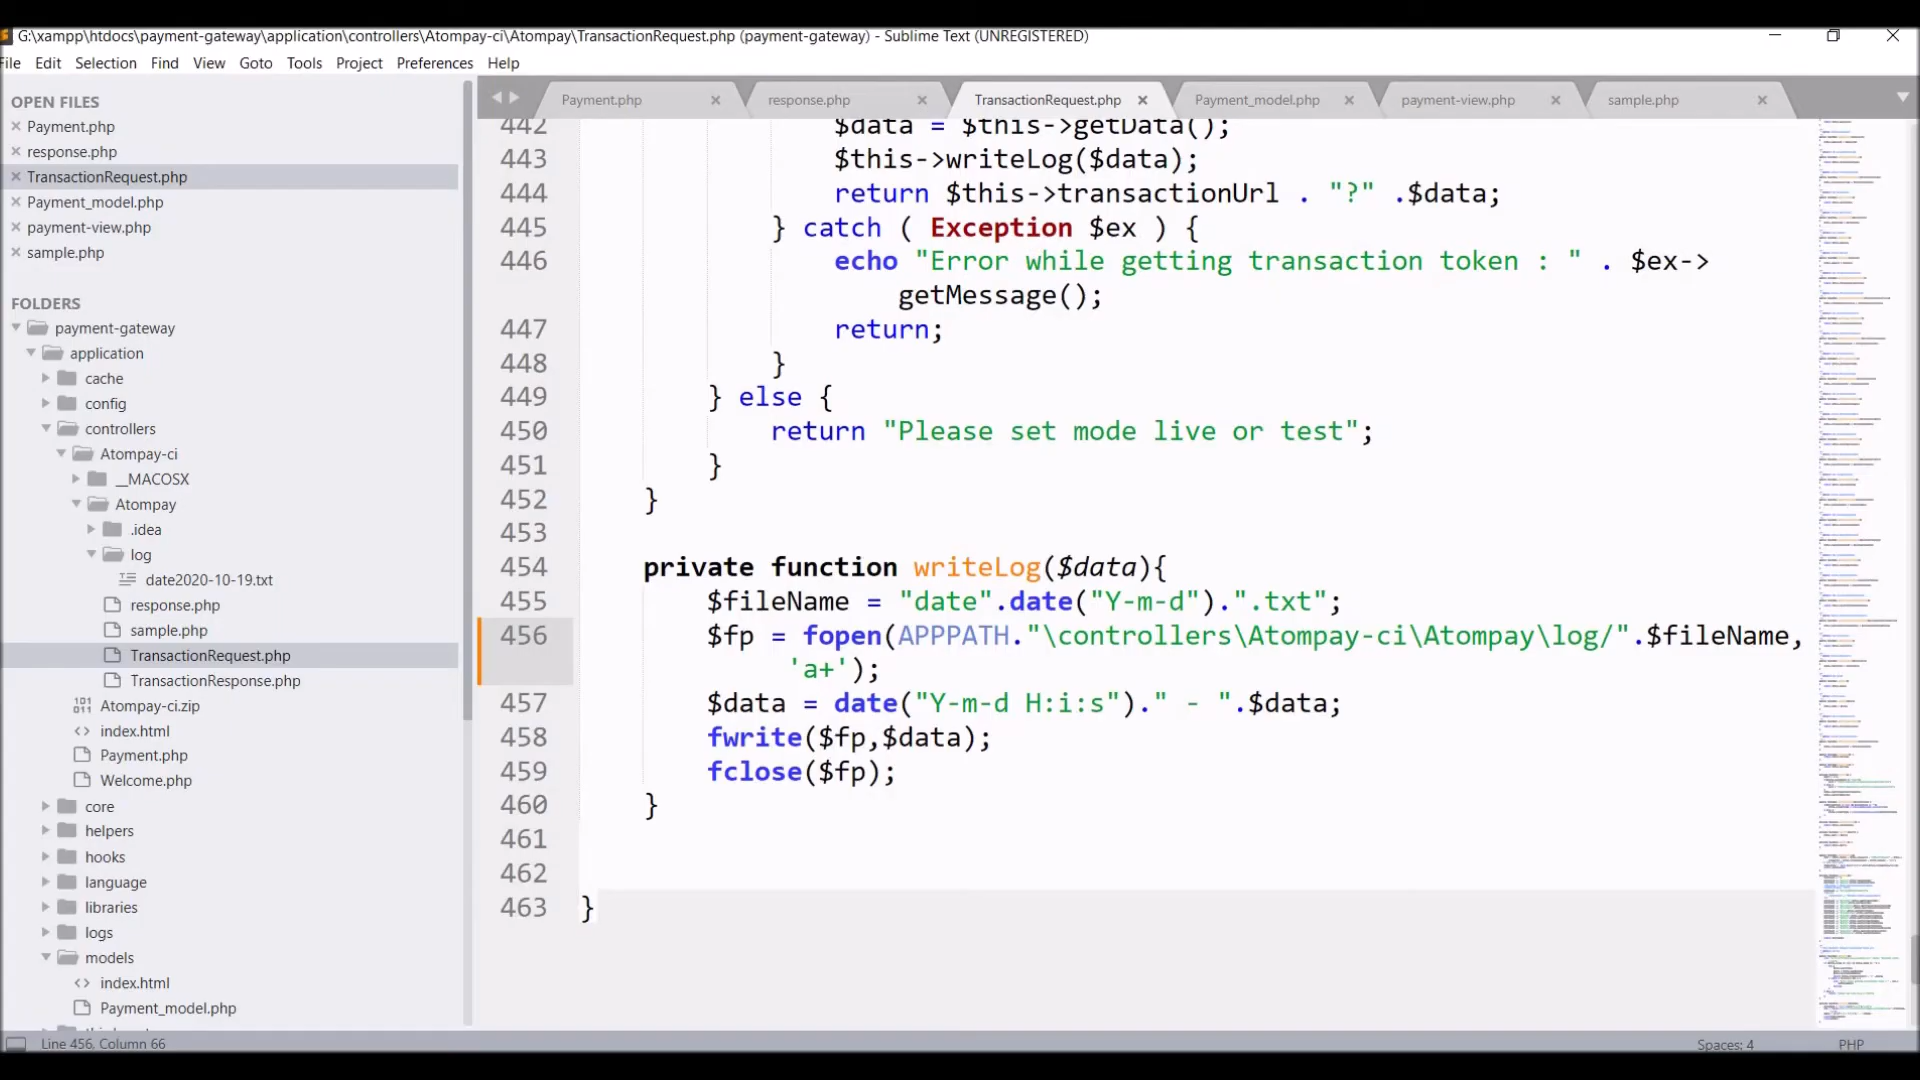 G:\xampp\htdocs\payment-gateway\application\controllers\Atompay-ci\Atompay\TransactionRequest.php (payment-gateway) - Sublime Text (UNREGISTERED)
File Edit Selection Find View Goto Tools Project Preferences Help
OPEN FILES
Payment.php
response.php
TransactionRequest.php
Payment_model.php
payment-view.php
sample.php
FOLDERS
payment-gateway
application
cache
config
controllers
Atompay-ci
__MACOSX
Atompay
.idea
log
date2020-10-19.txt
response.php
sample.php
TransactionRequest.php
TransactionResponse.php
Atompay-ci.zip
index.html
Payment.php
Welcome.php
core
helpers
hooks
language
libraries
logs
models
index.html
Payment_model.php
Payment.php response.php TransactionRequest.php Payment_model.php payment-view.php sample.php
442 $data = $this->getData();
443 $this->writeLog($data);
444 return $this->transactionUrl . "?" .$data;
445 } catch ( Exception $ex ) {
446 echo "Error while getting transaction token : " . $ex->
getMessage();
447 return;
448 }
449 } else {
450 return "Please set mode live or test";
451 }
452 }
453
454 private function writeLog($data){
455 $fileName = "date".date("Y-m-d").".txt";
456 $fp = fopen(APPPATH."\controllers\Atompay-ci\Atompay\log/".$fileName,
'a+');
457 $data = date("Y-m-d H:i:s")." - ".$data;
458 fwrite($fp,$data);
459 fclose($fp);
460 }
461
462
463 }
Line 456, Column 66
Spaces: 4
PHP